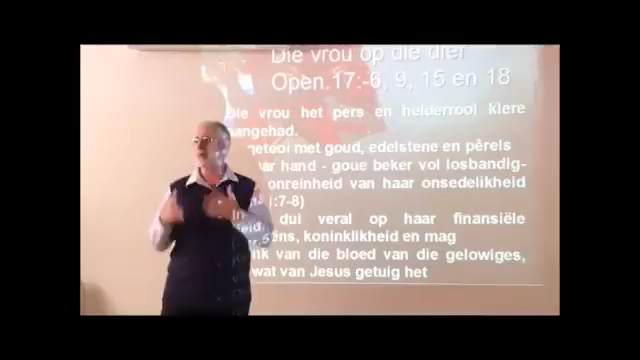 Die vrou op die dier
Open.17:-6, 9, 15 en 18
Die vrou het pers en helderrooi klere
aangehad.
getooi met goud, edelstene en pêrels
hand - goue beker vol losbandig-
onreinheid van haar onsedelikheid
:7-8)
dui veral op haar finansiële
koninklikheid en mag
van die bloed van die gelowiges,
wat van Jesus getuig het